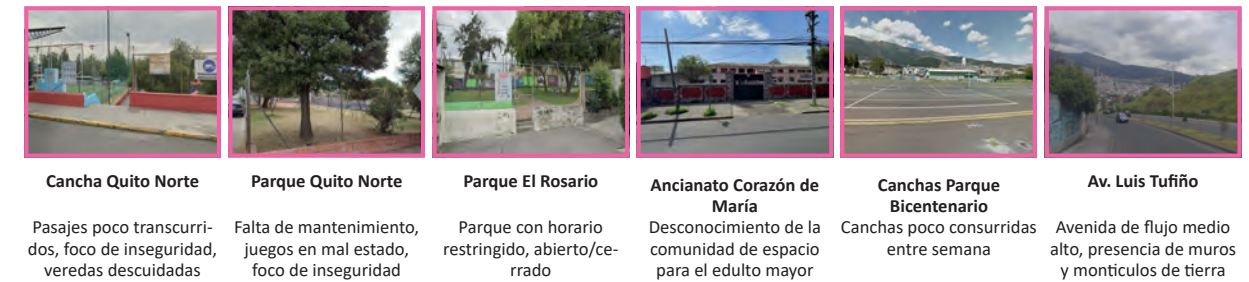 Cancha Quito Norte
Pasajes poco transcurri-
dos, foco de inseguridad,
veredas descuidadas
Parque Quito Norte
Falta de mantenimiento,
juegos en mal estado,
foco de inseguridad
Parque El Rosario
Parque con horario
restringido, abierto/ce-
rrado
Ancianato Corazón de
María
Desconocimiento de la
comunidad de espacio
para el edulto mayor
Canchas Parque
Bicentenario
Canchas poco consurridas
entre semana
Av. Luis Tufiño
Avenida de flujo medio
alto, presencia de muros
y monticulos de tierra